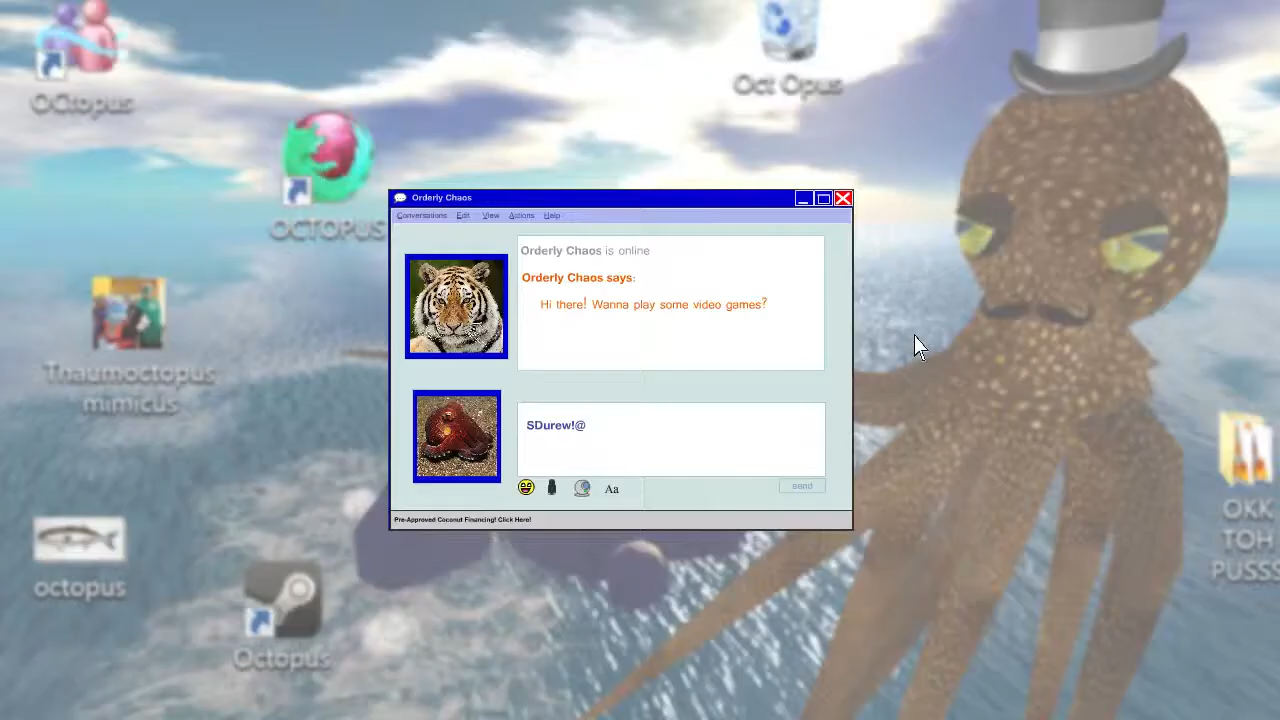 OCtopus
Oct Opus
OCTOPUS
Orderly Chaos
Conversations Edit View Actions Help
Orderly Chaos is online
Orderly Chaos says:
Hi there! Wanna play some video games?
Thaumoctopus
mimicus
SDurew!@
Aa
send
Pre-Approved Coconut Financing! Click Here!
octopus
Octopus
OKK
TOH
PUSSS